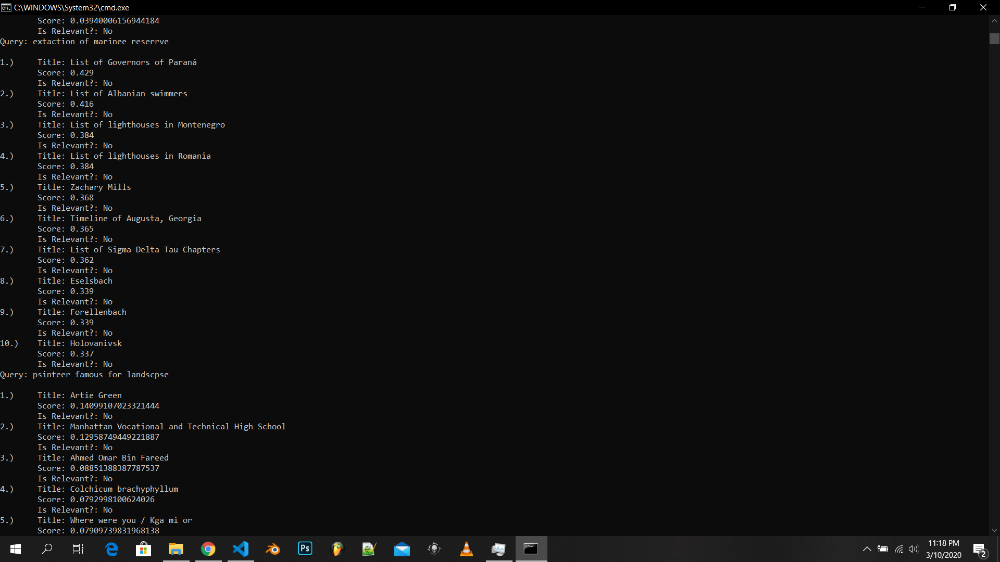 C:\WINDOWS\System32\cmd.exe
Score: 0.03940006156944184
Is Relevant?: No
Query: extaction of marinee reserrve
1.) Title: List of Governors of Paraná
Score: 0.429
Is Relevant?: No
2.) Title: List of Albanian swimmers
Score: 0.416
Is Relevant?: No
3.) Title: List of lighthouses in Montenegro
Score: 0.384
Is Relevant?: No
4.) Title: List of lighthouses in Romania
Score: 0.384
Is Relevant?: No
5.) Title: Zachary Mills
Score: 0.368
Is Relevant?: No
6.) Title: Timeline of Augusta, Georgia
Score: 0.365
Is Relevant?: No
7.) Title: List of Sigma Delta Tau Chapters
Score: 0.362
Is Relevant?: No
8.) Title: Eselsbach
Score: 0.339
Is Relevant?: No
9.) Title: Forellenbach
Score: 0.339
Is Relevant?: No
10.) Title: Holovanivsk
Score: 0.337
Is Relevant?: No
Query: psinteer famous for landscpse
1.) Title: Artie Green
Score: 0.14099107023321444
Is Relevant?: No
2.) Title: Manhattan Vocational and Technical High School
Score: 0.12958749449221887
Is Relevant?: No
3.) Title: Ahmed Omar Bin Fareed
Score: 0.08851388387787537
Is Relevant?: No
4.) Title: Colchicum brachyphyllum
Score: 0.0792998100624026
Is Relevant?: No
5.) Title: Where were you / Kga mi or
Score: 0.07909739831968138
Ps
11:18 PM
3/10/2020
2